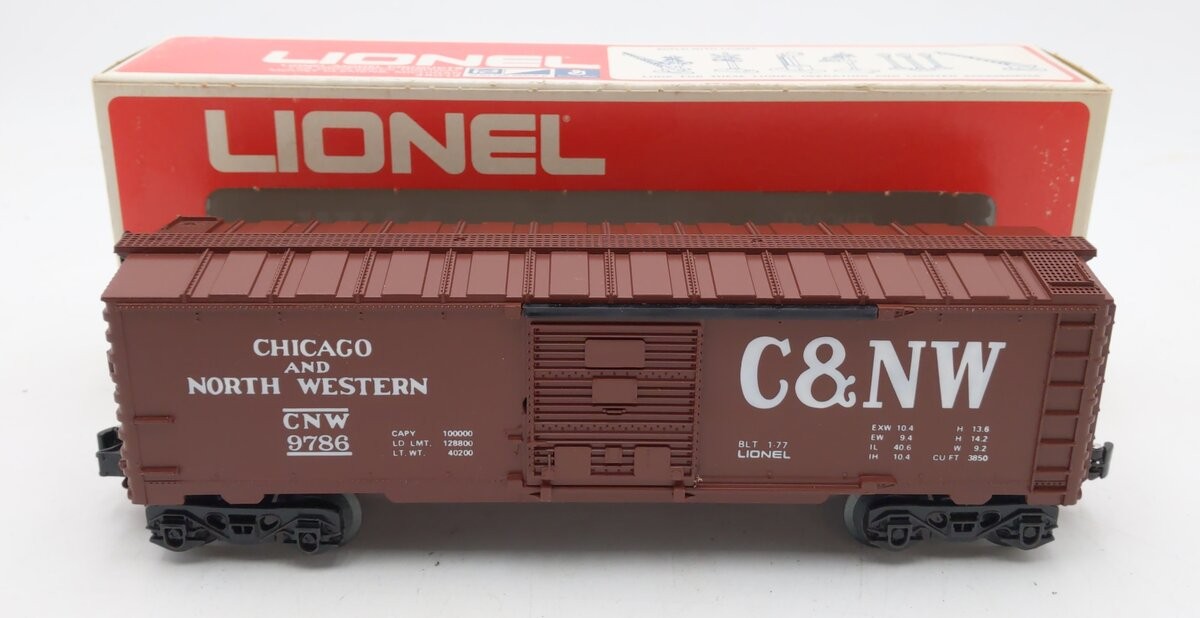 LIONEL
CHICAGO
AND
NORTH WESTERN
CNW
9786
CAPY 100000
LD LMT. 128800
LT. WT. 40200
C&NW
BLT 1-77
LIONEL
EXW 10.4 H 13.6
EW 9.4 H 14.2
IL 40.6 W 9.2
IH 10.4 CU FT 3850
LIONEL